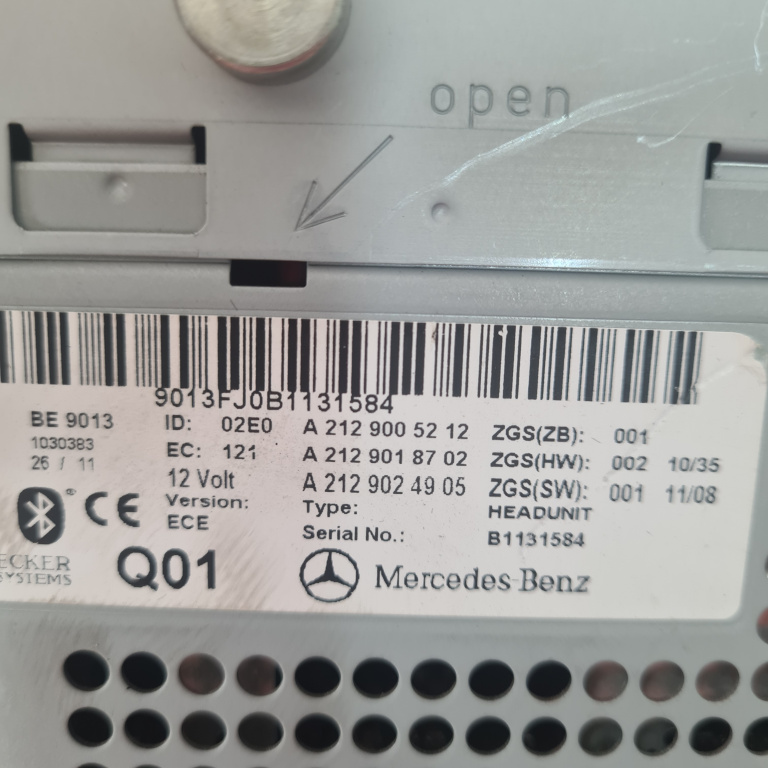 open
9013FJ0B1131584
BE 9013
1030383
26 / 11
ID: 02E0
EC: 121
12 Volt
Version:
ECE
A 212 900 52 12 ZGS(ZB): 001
A 212 901 87 02 ZGS(HW): 002 10/35
A 212 902 49 05 ZGS(SW): 001 11/08
Type: HEADUNIT
Serial No.: B1131584
CE
ECKER
SYSTEMS
Q01
Mercedes-Benz